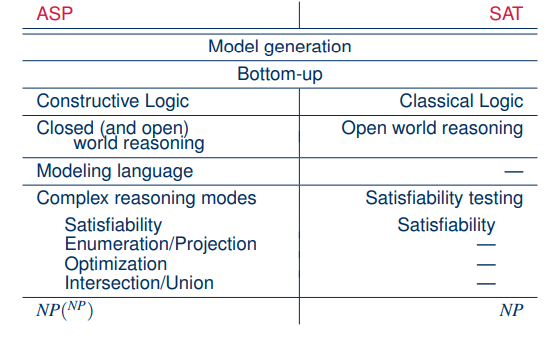 ASP SAT
Model generation
Bottom-up
Constructive Logic Classical Logic
Closed (and open) Open world reasoning
world reasoning
Modeling language —
Complex reasoning modes Satisfiability testing
Satisfiability Satisfiability
Enumeration/Projection —
Optimization —
Intersection/Union —
NP(^{NP}) NP